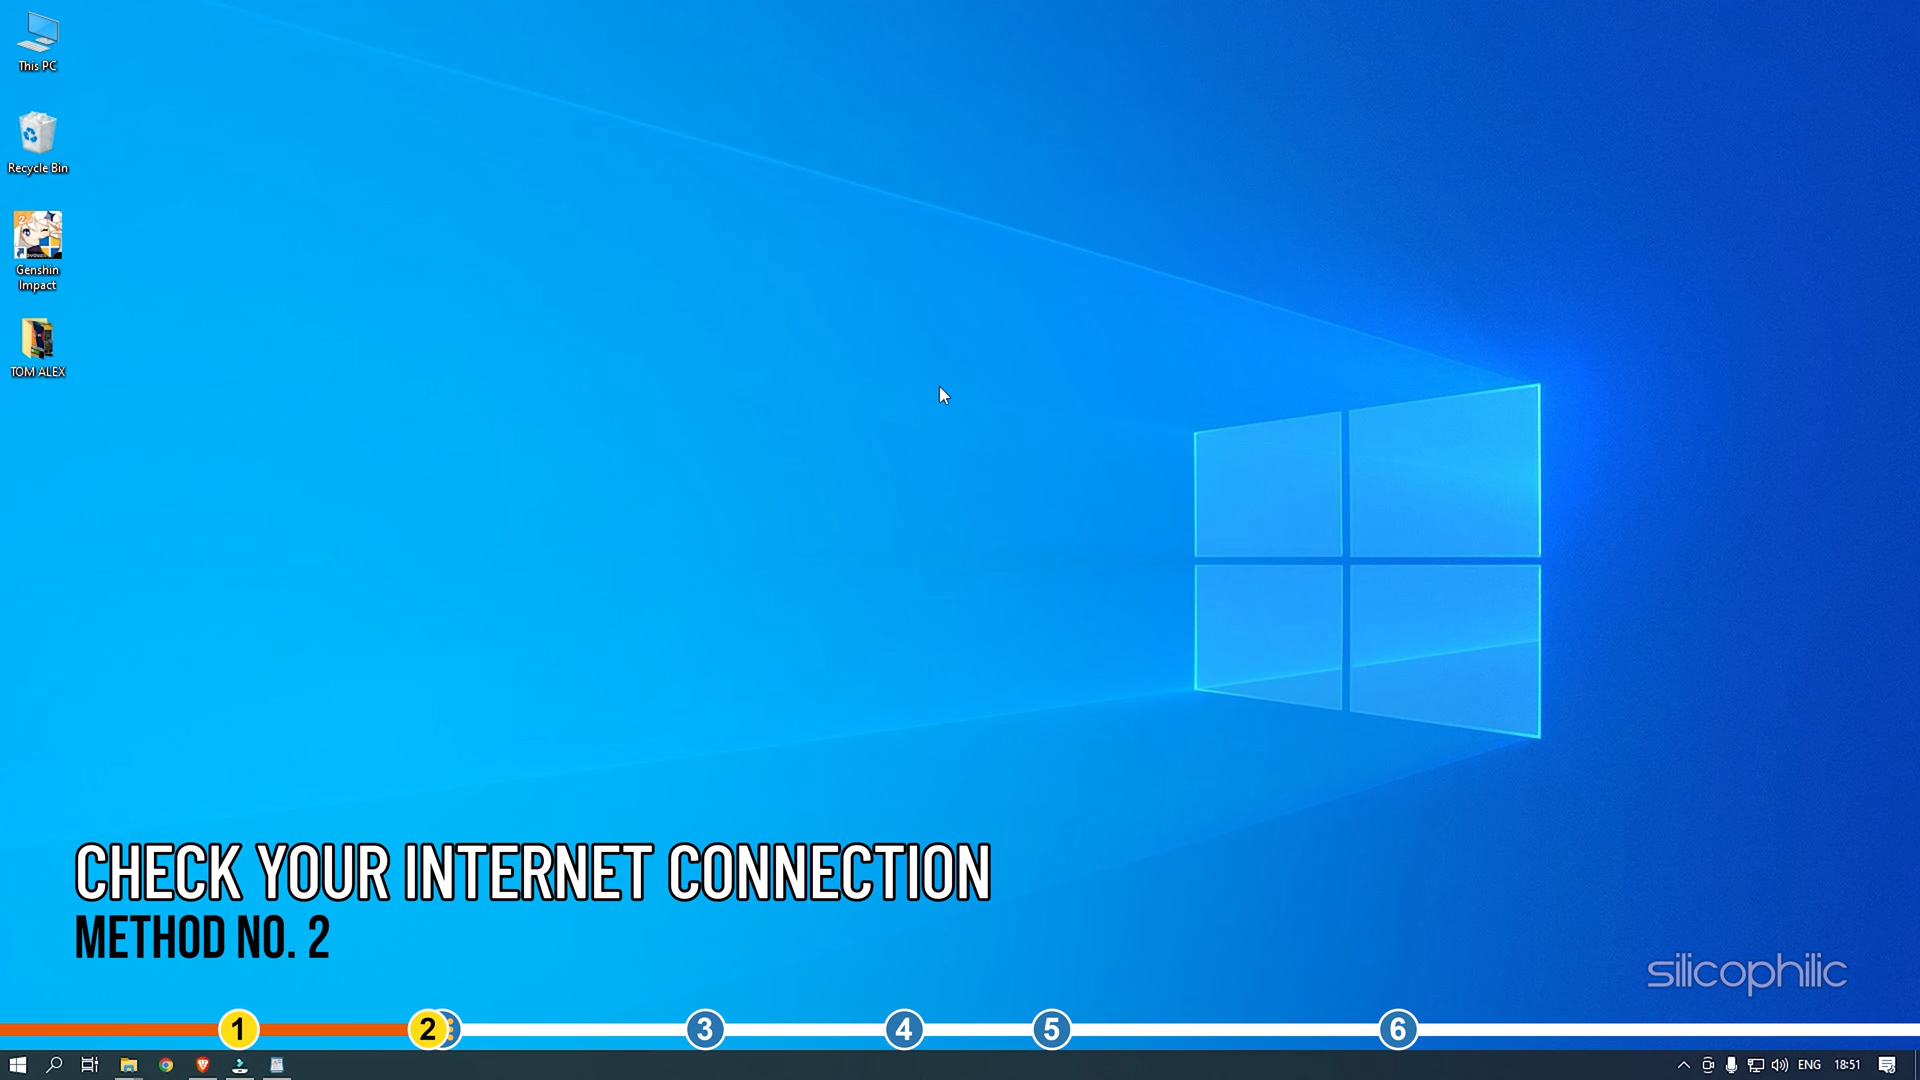 This PC
Recycle Bin
Genshin
Impact
TOM ALEX
CHECK YOUR INTERNET CONNECTION
METHOD NO. 2
silicophilic
1
2
3
4
5
6
ENG
18:51